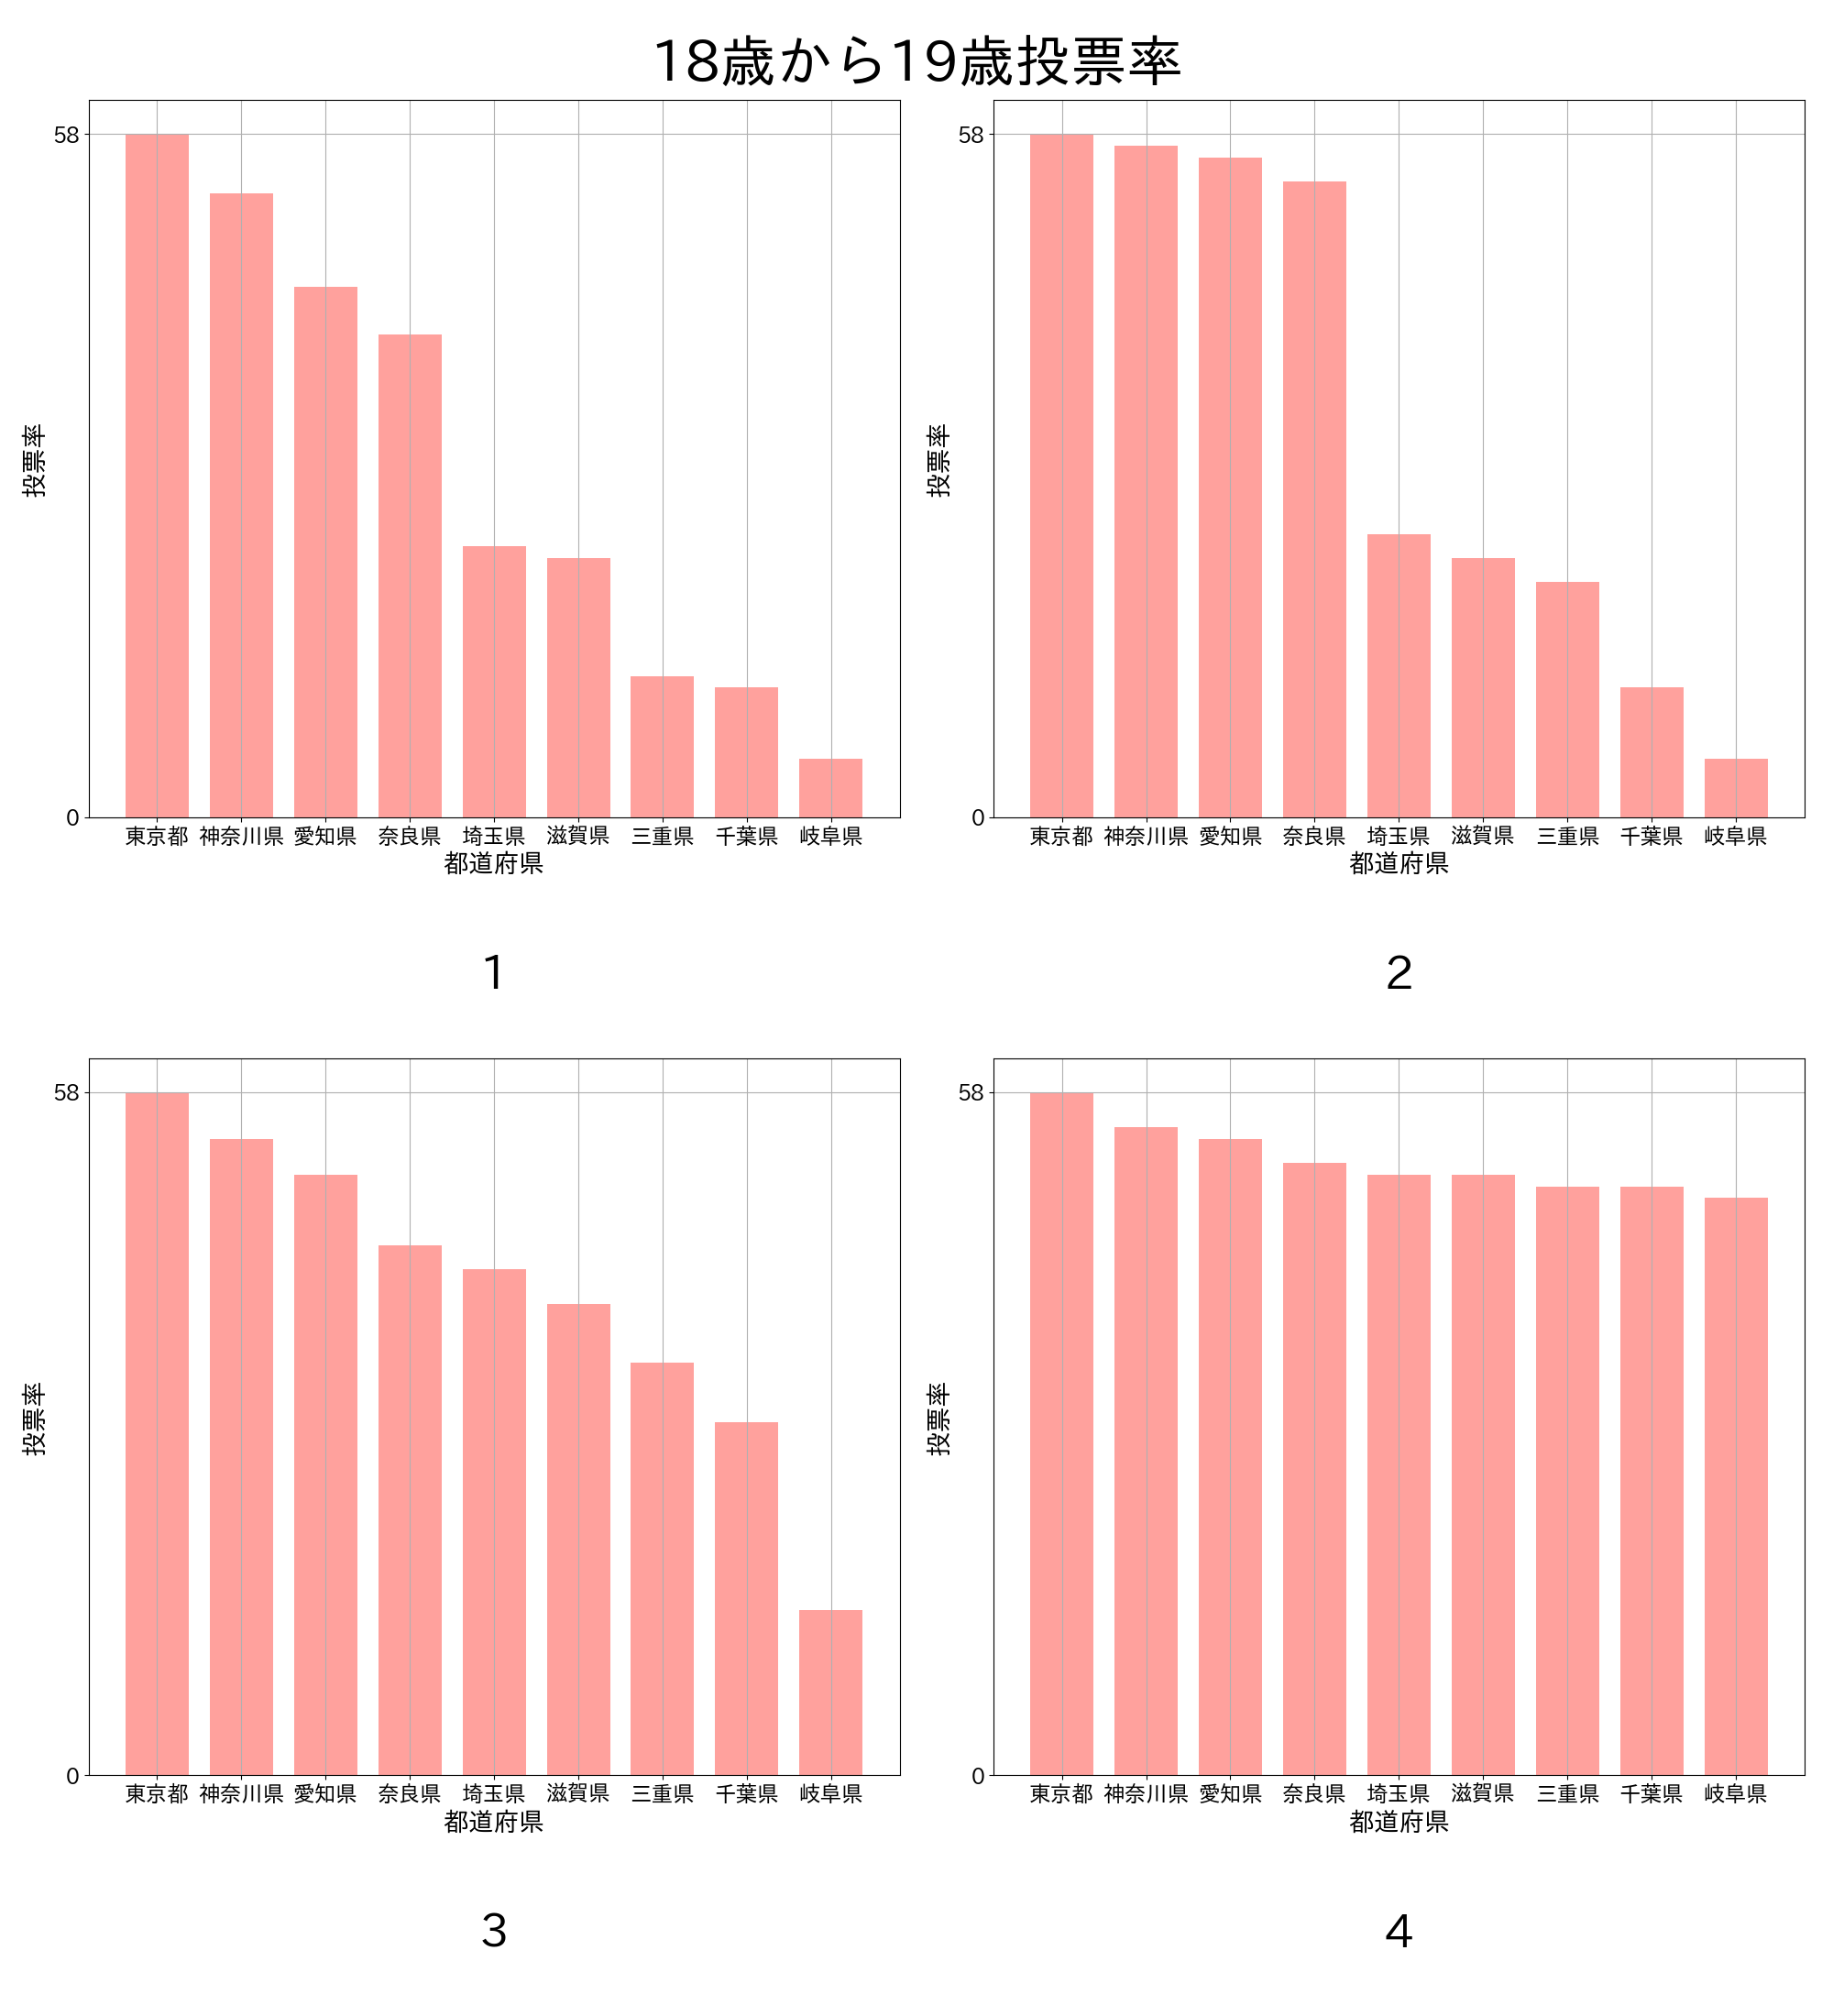 18歳から19歳投票率
58
0
投票率
東京都 神奈川県 愛知県 奈良県 埼玉県 滋賀県 三重県 千葉県 岐阜県
都道府県
1
58
0
投票率
東京都 神奈川県 愛知県 奈良県 埼玉県 滋賀県 三重県 千葉県 岐阜県
都道府県
2
58
0
投票率
東京都 神奈川県 愛知県 奈良県 埼玉県 滋賀県 三重県 千葉県 岐阜県
都道府県
3
58
0
投票率
東京都 神奈川県 愛知県 奈良県 埼玉県 滋賀県 三重県 千葉県 岐阜県
都道府県
4